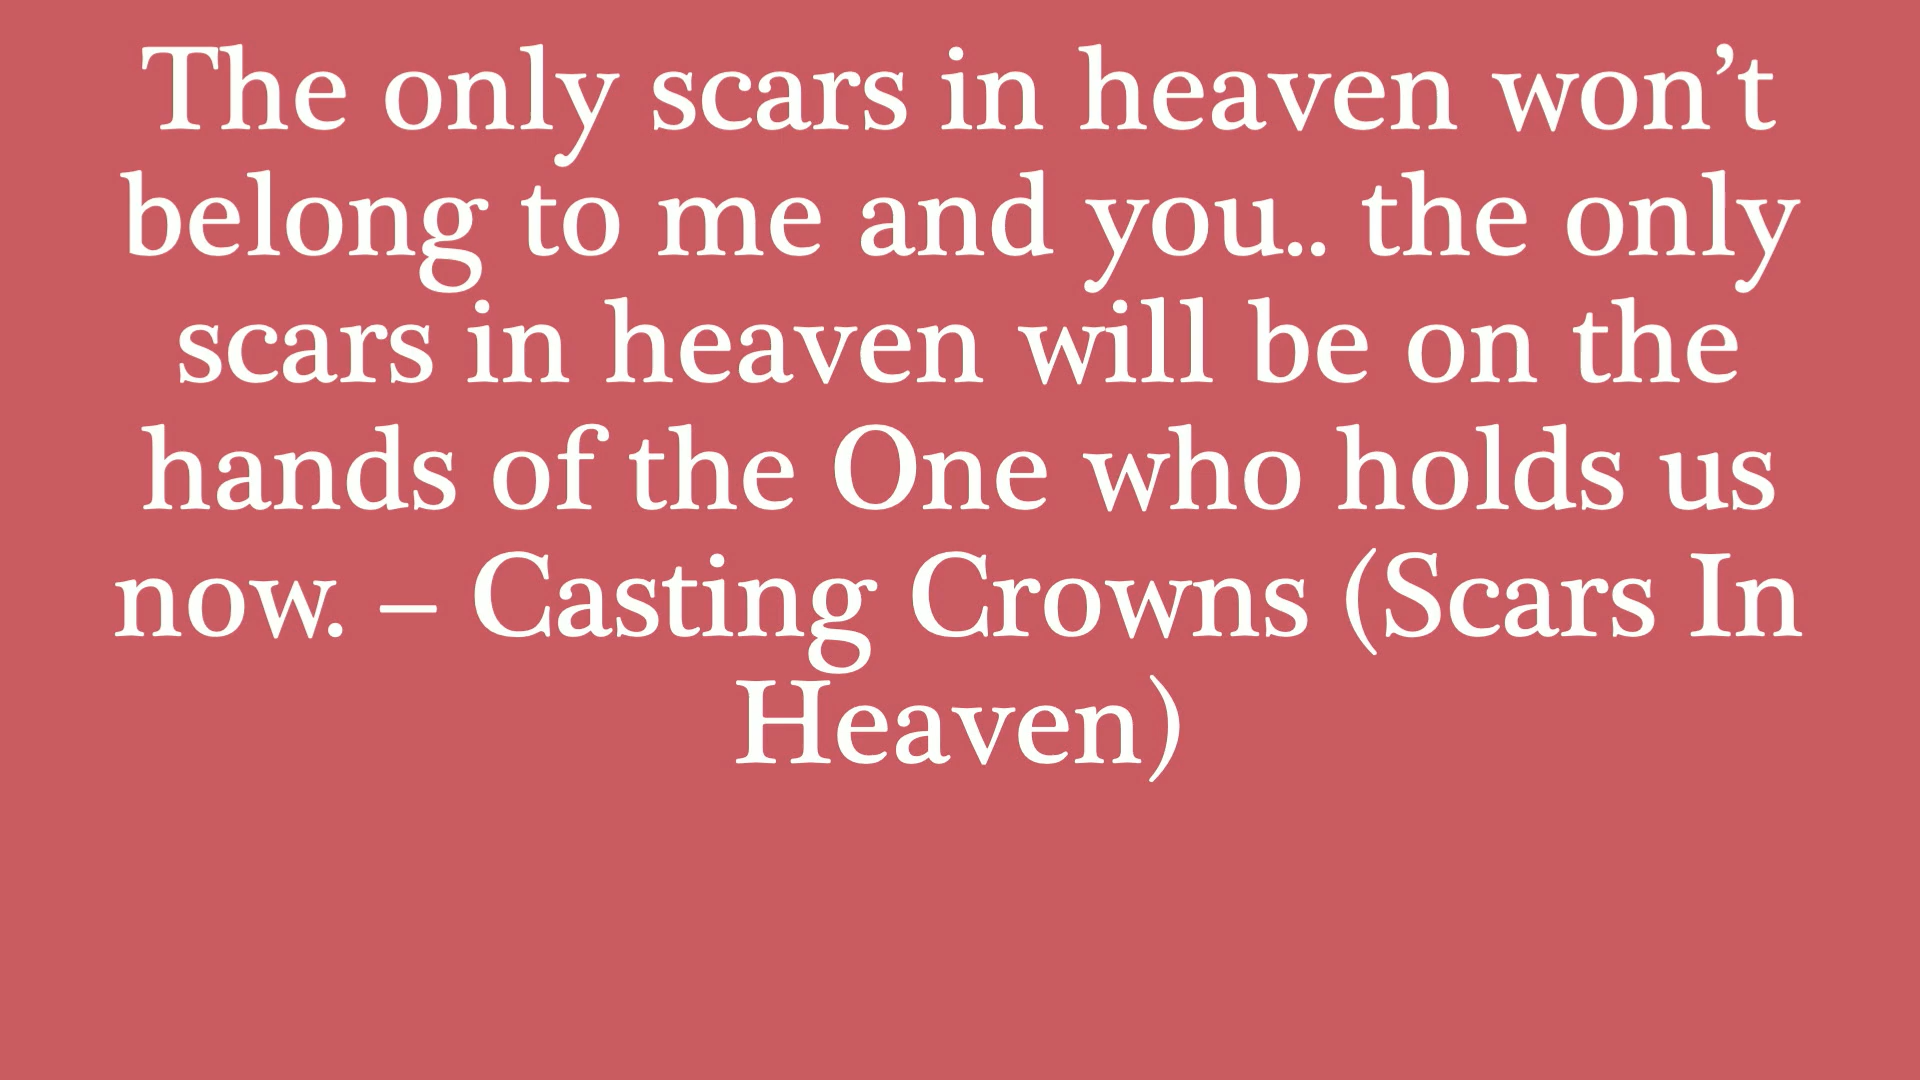 The only scars in heaven won’t
belong to me and you.. the only
scars in heaven will be on the
hands of the One who holds us
now. – Casting Crowns (Scars In
Heaven)